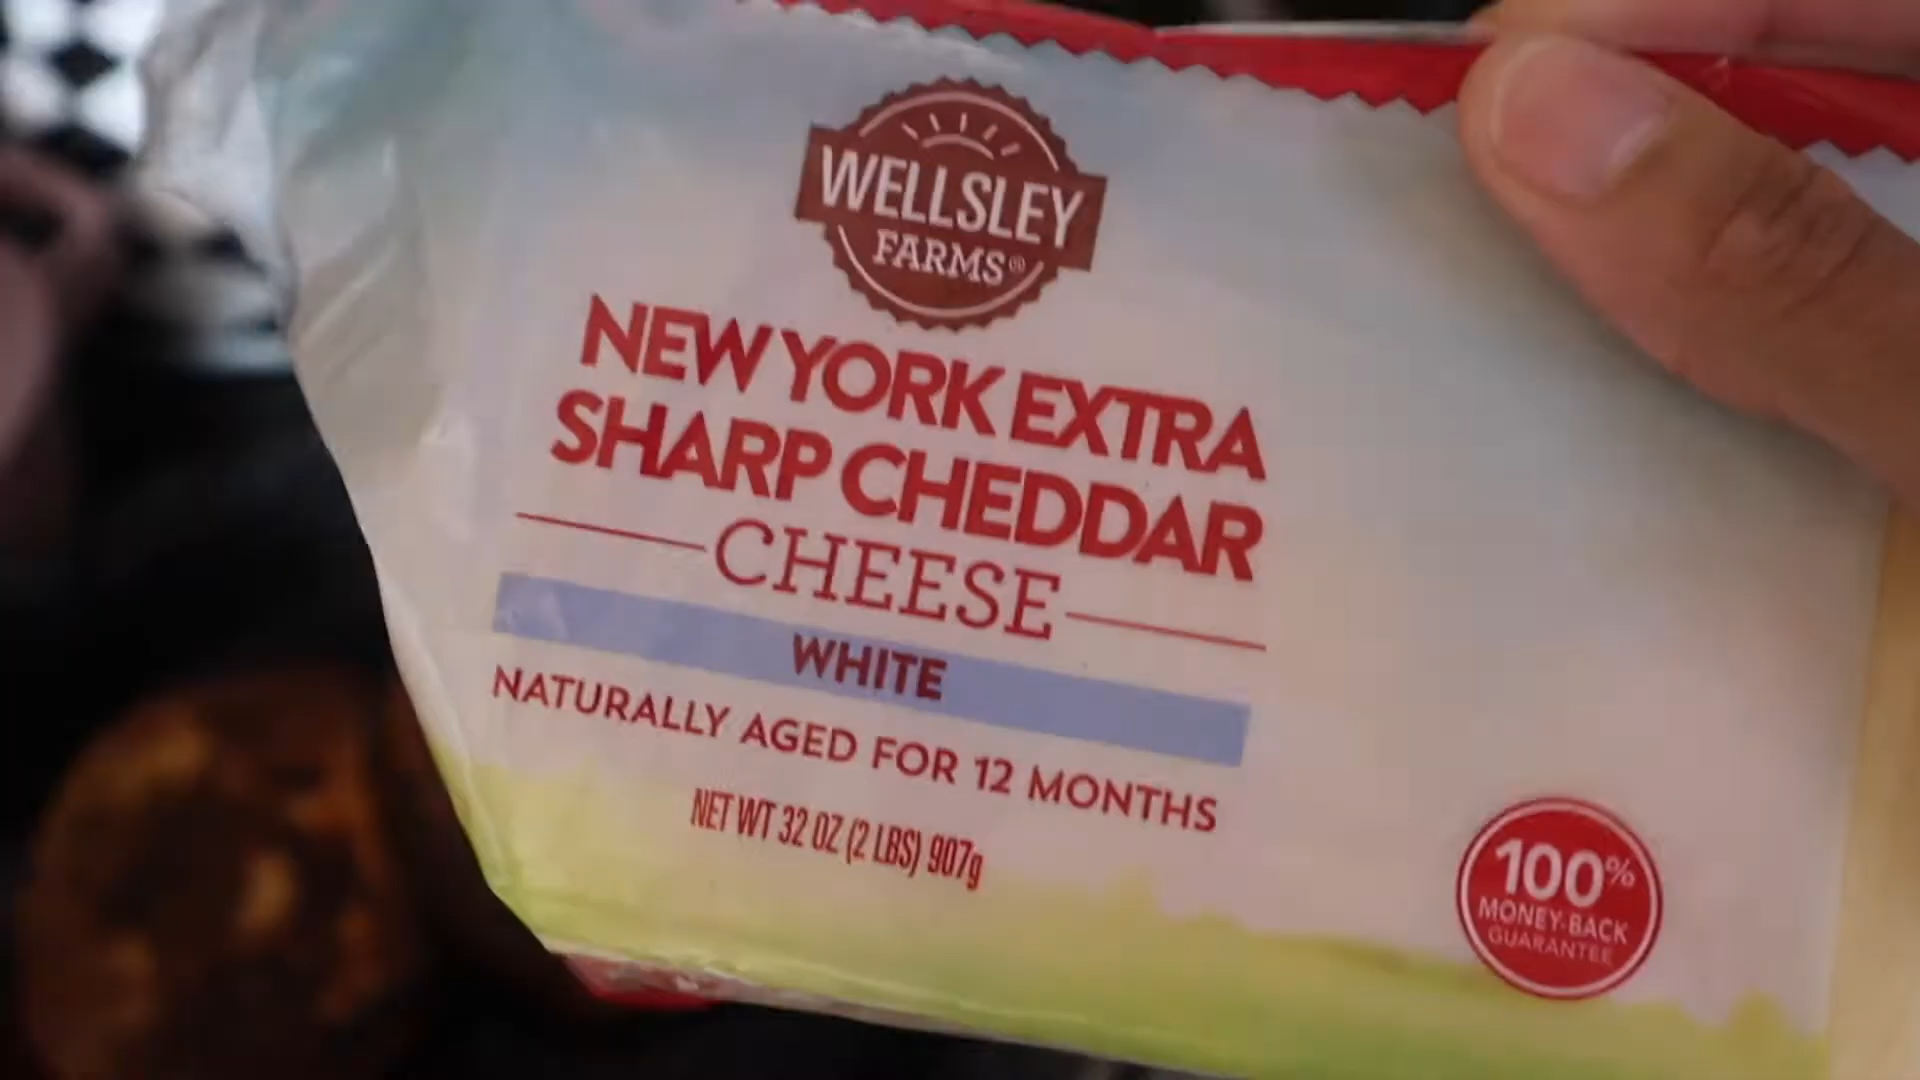 WELLSLEY
FARMS®
NEW YORK EXTRA
SHARP CHEDDAR
CHEESE
WHITE
NATURALLY AGED FOR 12 MONTHS
NET WT 32 OZ (2 LBS) 907g
100%
MONEY-BACK
GUARANTEE